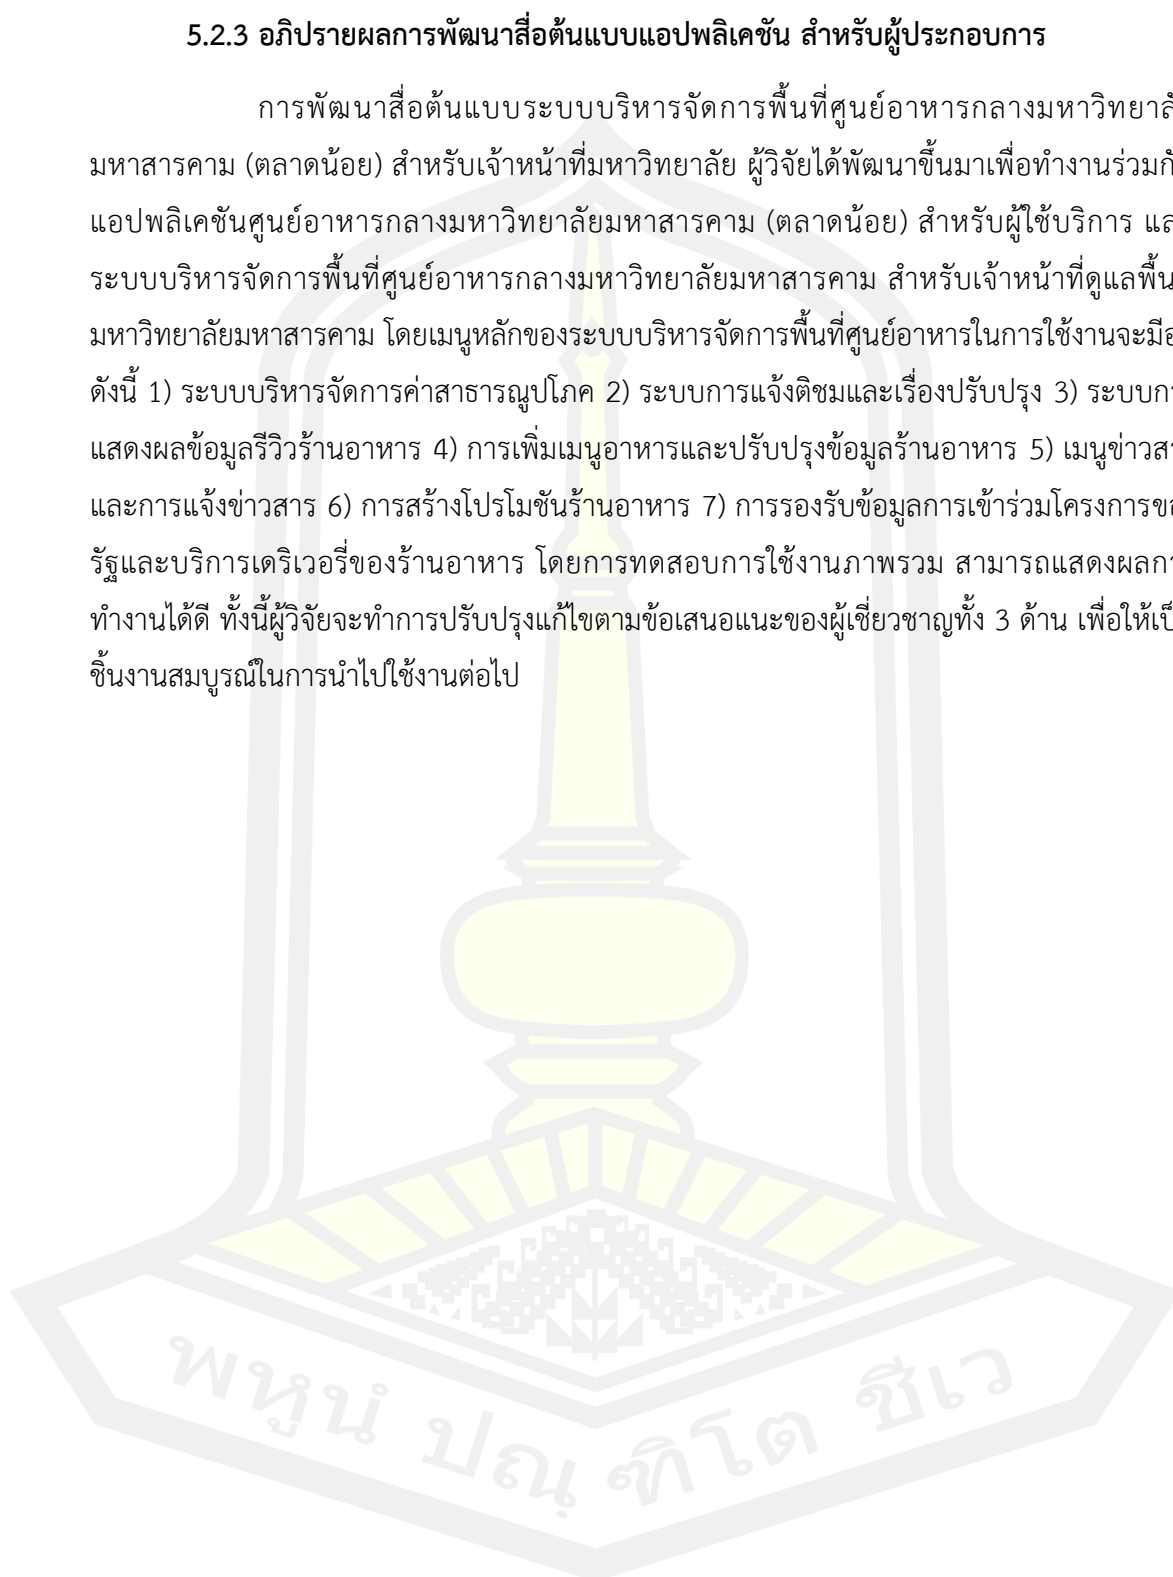 5.2.3 อภิปรายผลการพัฒนาสื่อต้นแบบแอปพลิเคชัน สำหรับผู้ประกอบการ
การพัฒนาสื่อต้นแบบระบบบริหารจัดการพื้นที่ศูนย์อาหารกลางมหาวิทยาลั
มหาสารคาม (ตลาดน้อย) สำหรับเจ้าหน้าที่มหาวิทยาลัย ผู้วิจัยได้พัฒนาขึ้นมาเพื่อทำงานร่วมกั
แอปพลิเคชันศูนย์อาหารกลางมหาวิทยาลัยมหาสารคาม (ตลาดน้อย) สำหรับผู้ใช้บริการ แล
ระบบบริหารจัดการพื้นที่ศูนย์อาหารกลางมหาวิทยาลัยมหาสารคาม สำหรับเจ้าหน้าที่ดูแลพื้น
มหาวิทยาลัยมหาสารคาม โดยเมนูหลักของระบบบริหารจัดการพื้นที่ศูนย์อาหารในการใช้งานจะมีอ
ดังนี้ 1) ระบบบริหารจัดการค่าสาธารณูปโภค 2) ระบบการแจ้งติชมและเรื่องปรับปรุง 3) ระบบกา
แสดงผลข้อมูลรีวิวร้านอาหาร 4) การเพิ่มเมนูอาหารและปรับปรุงข้อมูลร้านอาหาร 5) เมนูข่าวสา
และการแจ้งข่าวสาร 6) การสร้างโปรโมชันร้านอาหาร 7) การรองรับข้อมูลการเข้าร่วมโครงการขอ
รัฐและบริการเดริเวอรี่ของร้านอาหาร โดยการทดสอบการใช้งานภาพรวม สามารถแสดงผลกา
ทำงานได้ดี ทั้งนี้ผู้วิจัยจะทำการปรับปรุงแก้ไขตามข้อเสนอแนะของผู้เชี่ยวชาญทั้ง 3 ด้าน เพื่อให้เป็
ชิ้นงานสมบูรณ์ในการนำไปใช้งานต่อไป
พหูนํ ปณฺฑิโต ชีเว